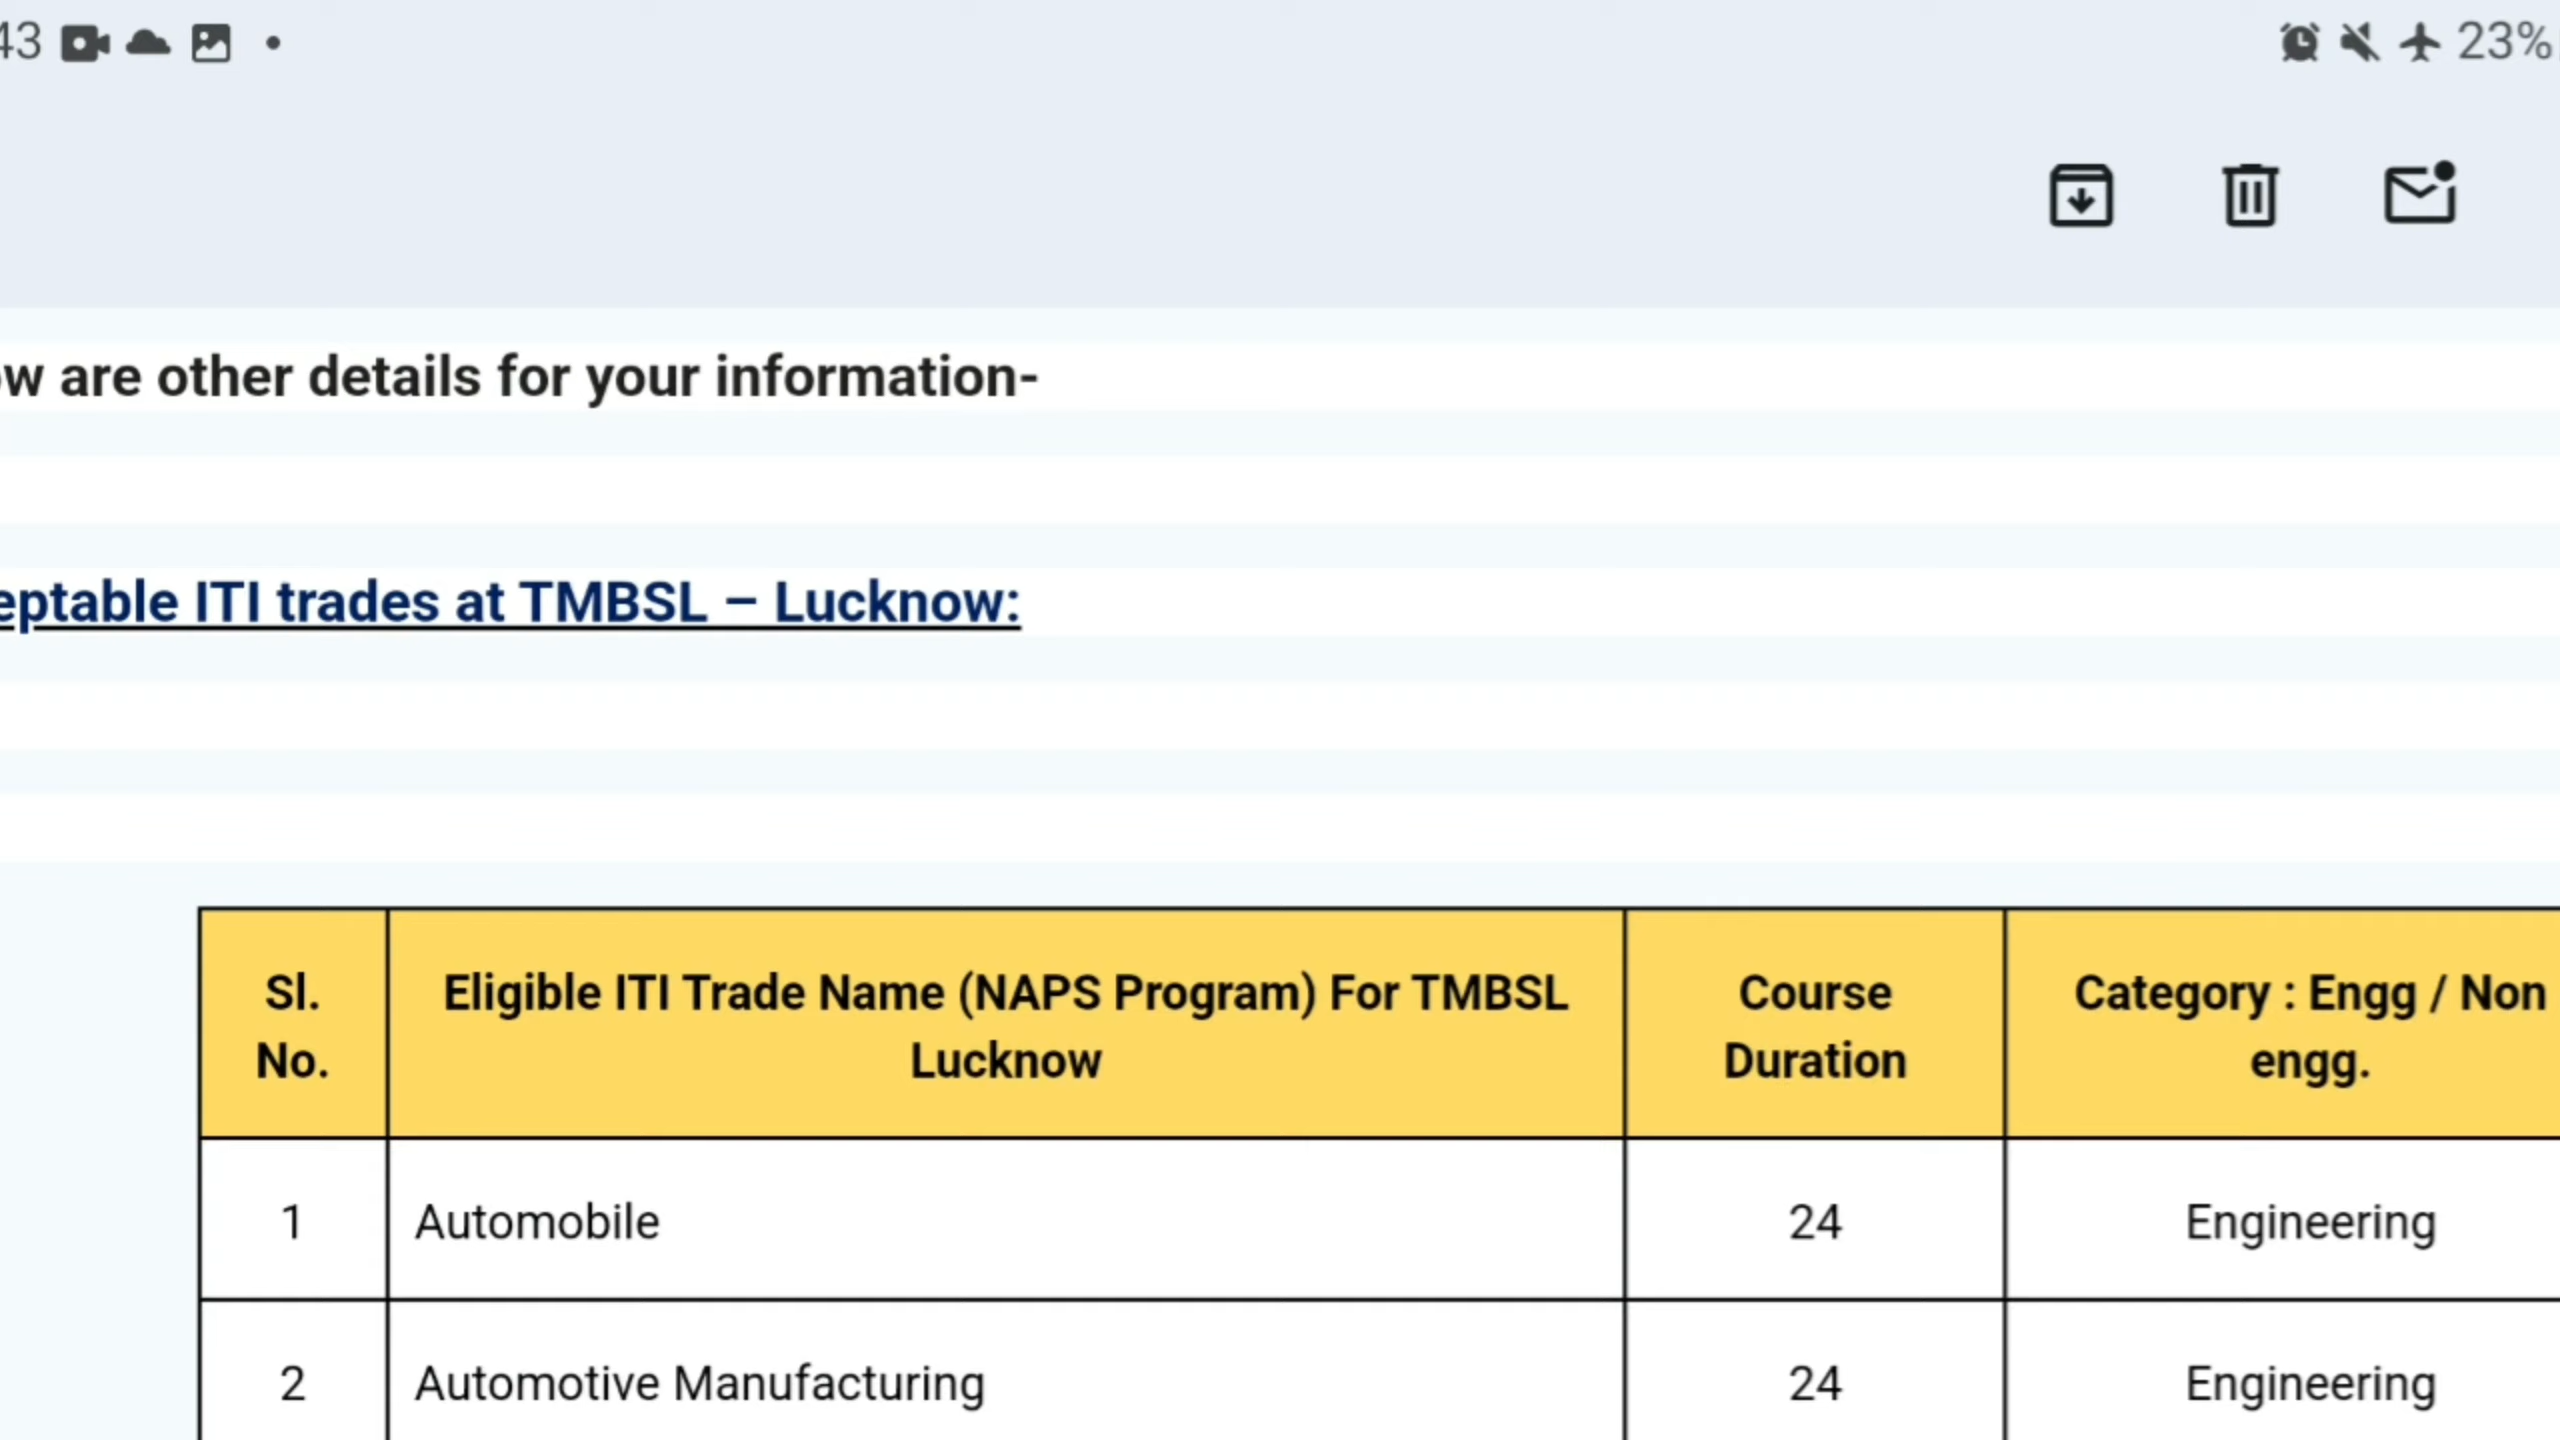 43 23%
ow are other details for your information-
eptable ITI trades at TMBSL – Lucknow:
Sl. No. Eligible ITI Trade Name (NAPS Program) For TMBSL Lucknow Course Duration Category : Engg / Non engg.
1 Automobile 24 Engineering
2 Automotive Manufacturing 24 Engineering